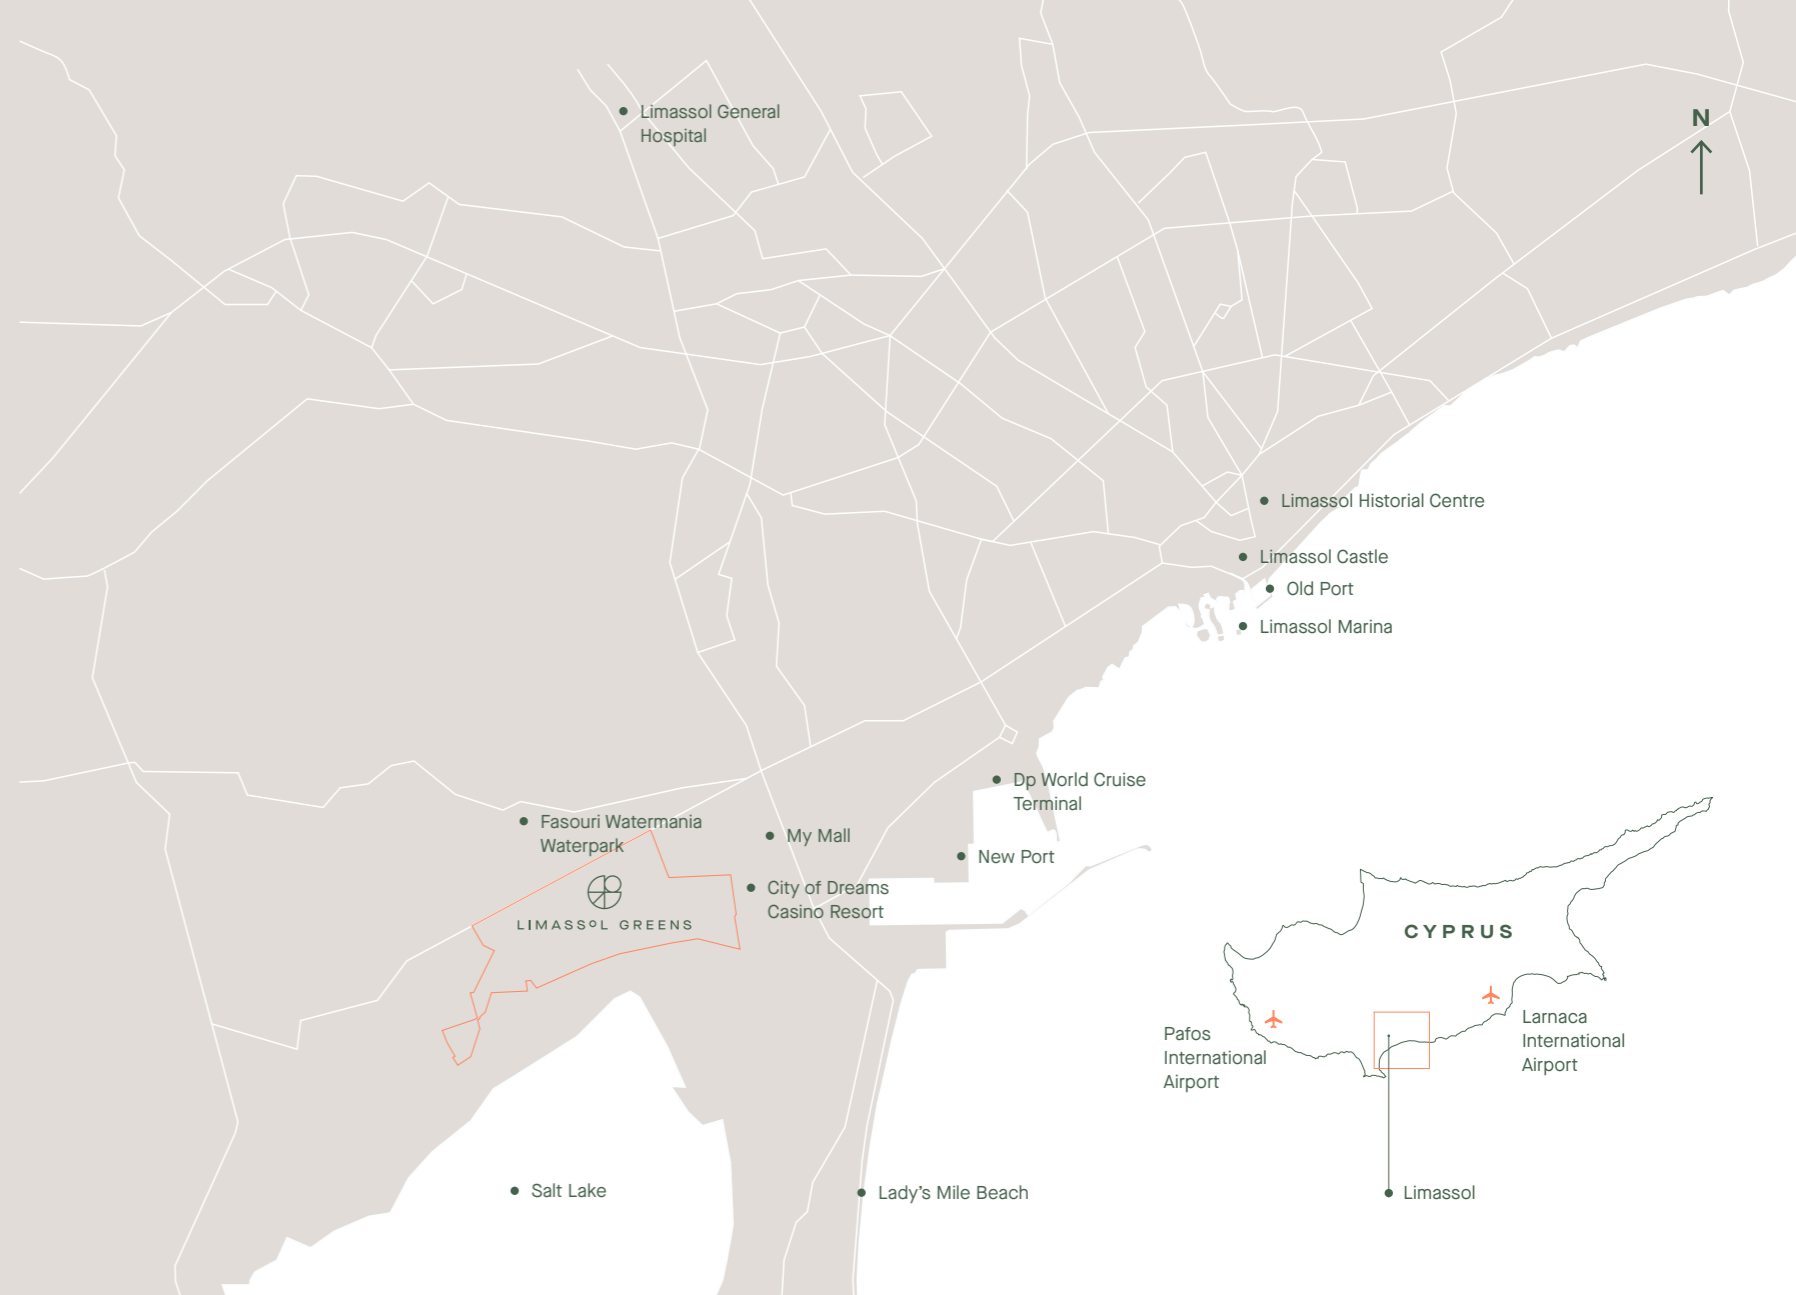 Limassol General
Hospital
N
Limassol Historial Centre
Limassol Castle
Old Port
Limassol Marina
Dp World Cruise
Terminal
Fasouri Watermania
Waterpark
My Mall
New Port
City of Dreams
Casino Resort
LIMASSOL GREENS
CYPRUS
Pafos
International
Airport
Larnaca
International
Airport
Salt Lake
Lady’s Mile Beach
Limassol